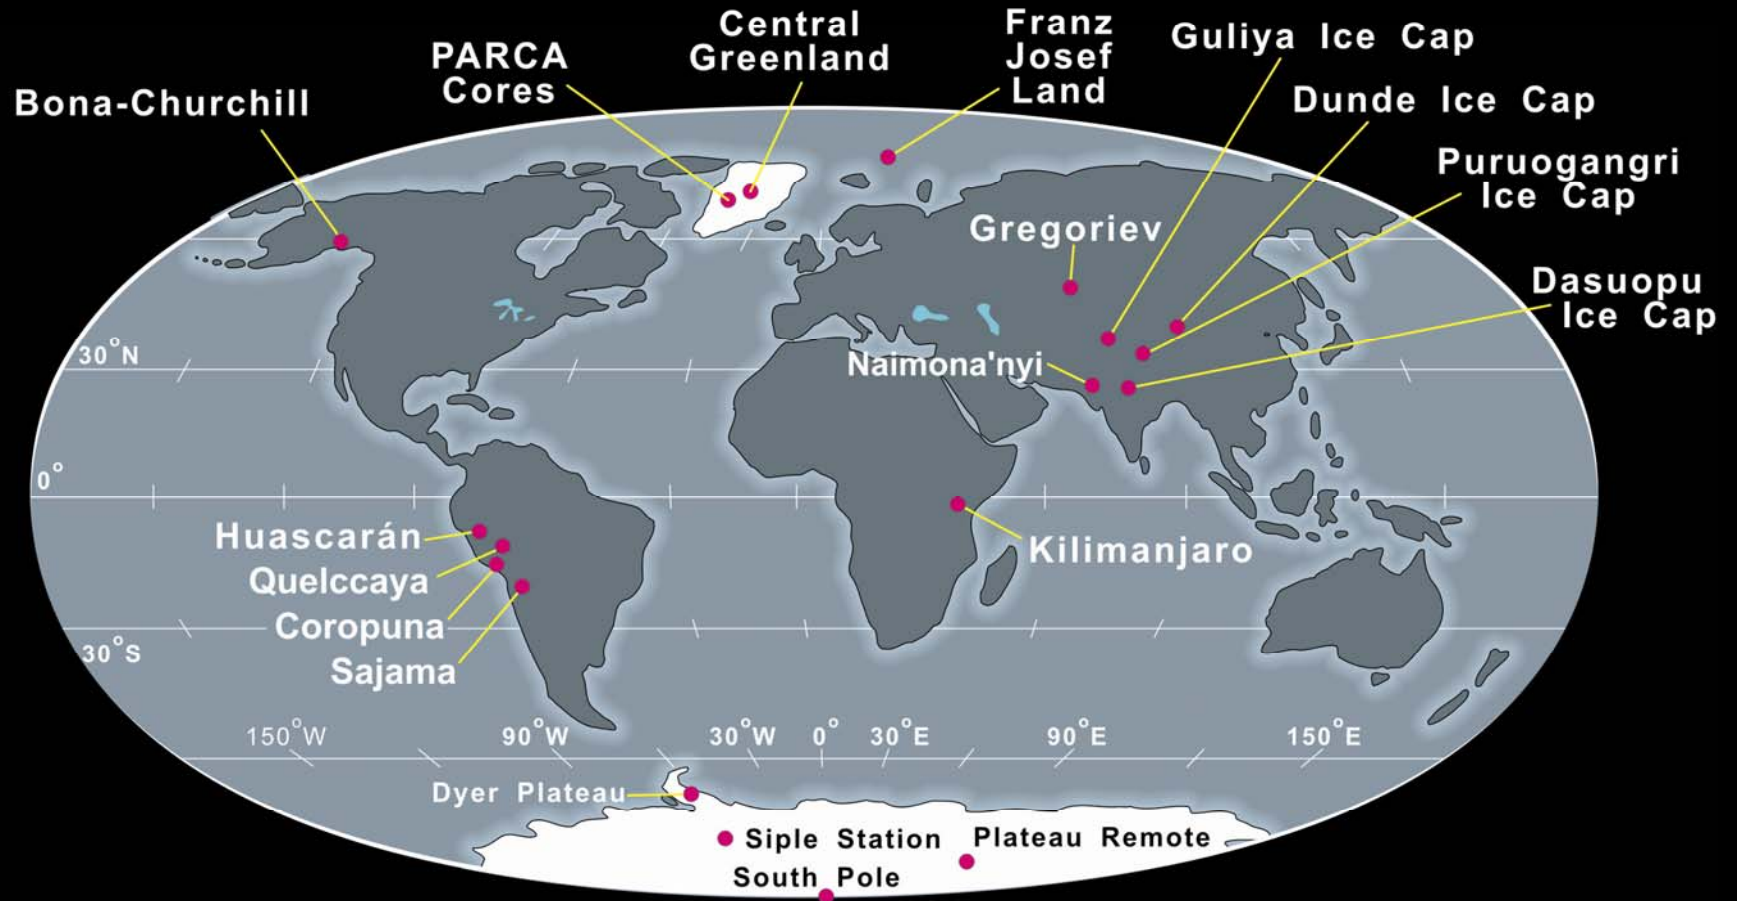 Central
Greenland
Franz
Josef
Land
Guliya Ice Cap
PARCA
Cores
Bona-Churchill
Dunde Ice Cap
Puruogangri
Ice Cap
Gregoriev
Dasuopu
Ice Cap
30°N
Naimona'nyi
0°
Huascarán
Kilimanjaro
Quelccaya
Coropuna
30°S
Sajama
150°W
90°W
30°W
0°
30°E
90°E
150°E
Dyer Plateau
Siple Station
Plateau Remote
South Pole